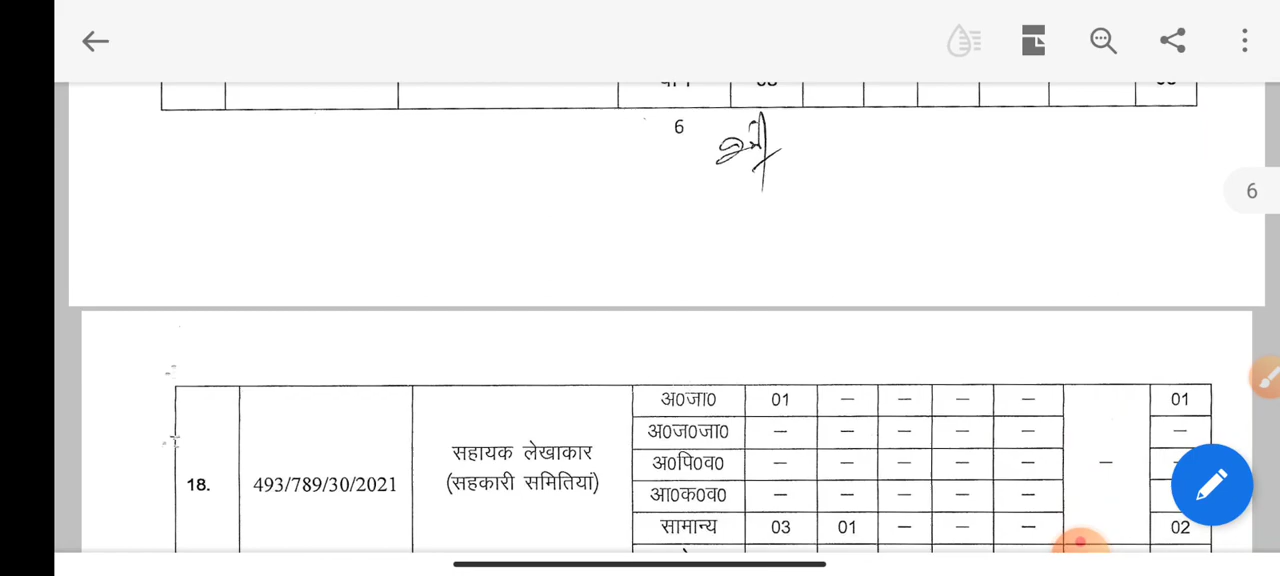 6
6
18. 493/789/30/2021 सहायक लेखाकार (सहकारी समितियां)
अ0जा0 01 – – – – 01
अ0ज0जा0 – – – – – –
अ0पि0व0 – – – – – –
आ0क0व0 – – – – –
सामान्य 03 01 – – – 02